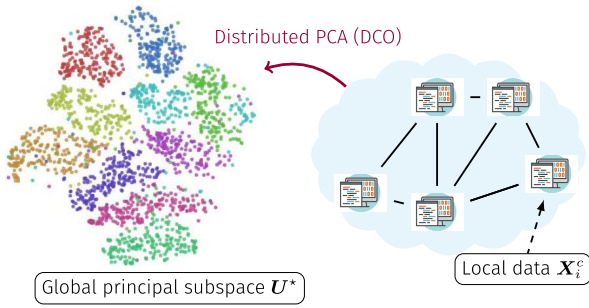 Distributed PCA (DCO)
Global principal subspace U⋆
Local data X_i^c